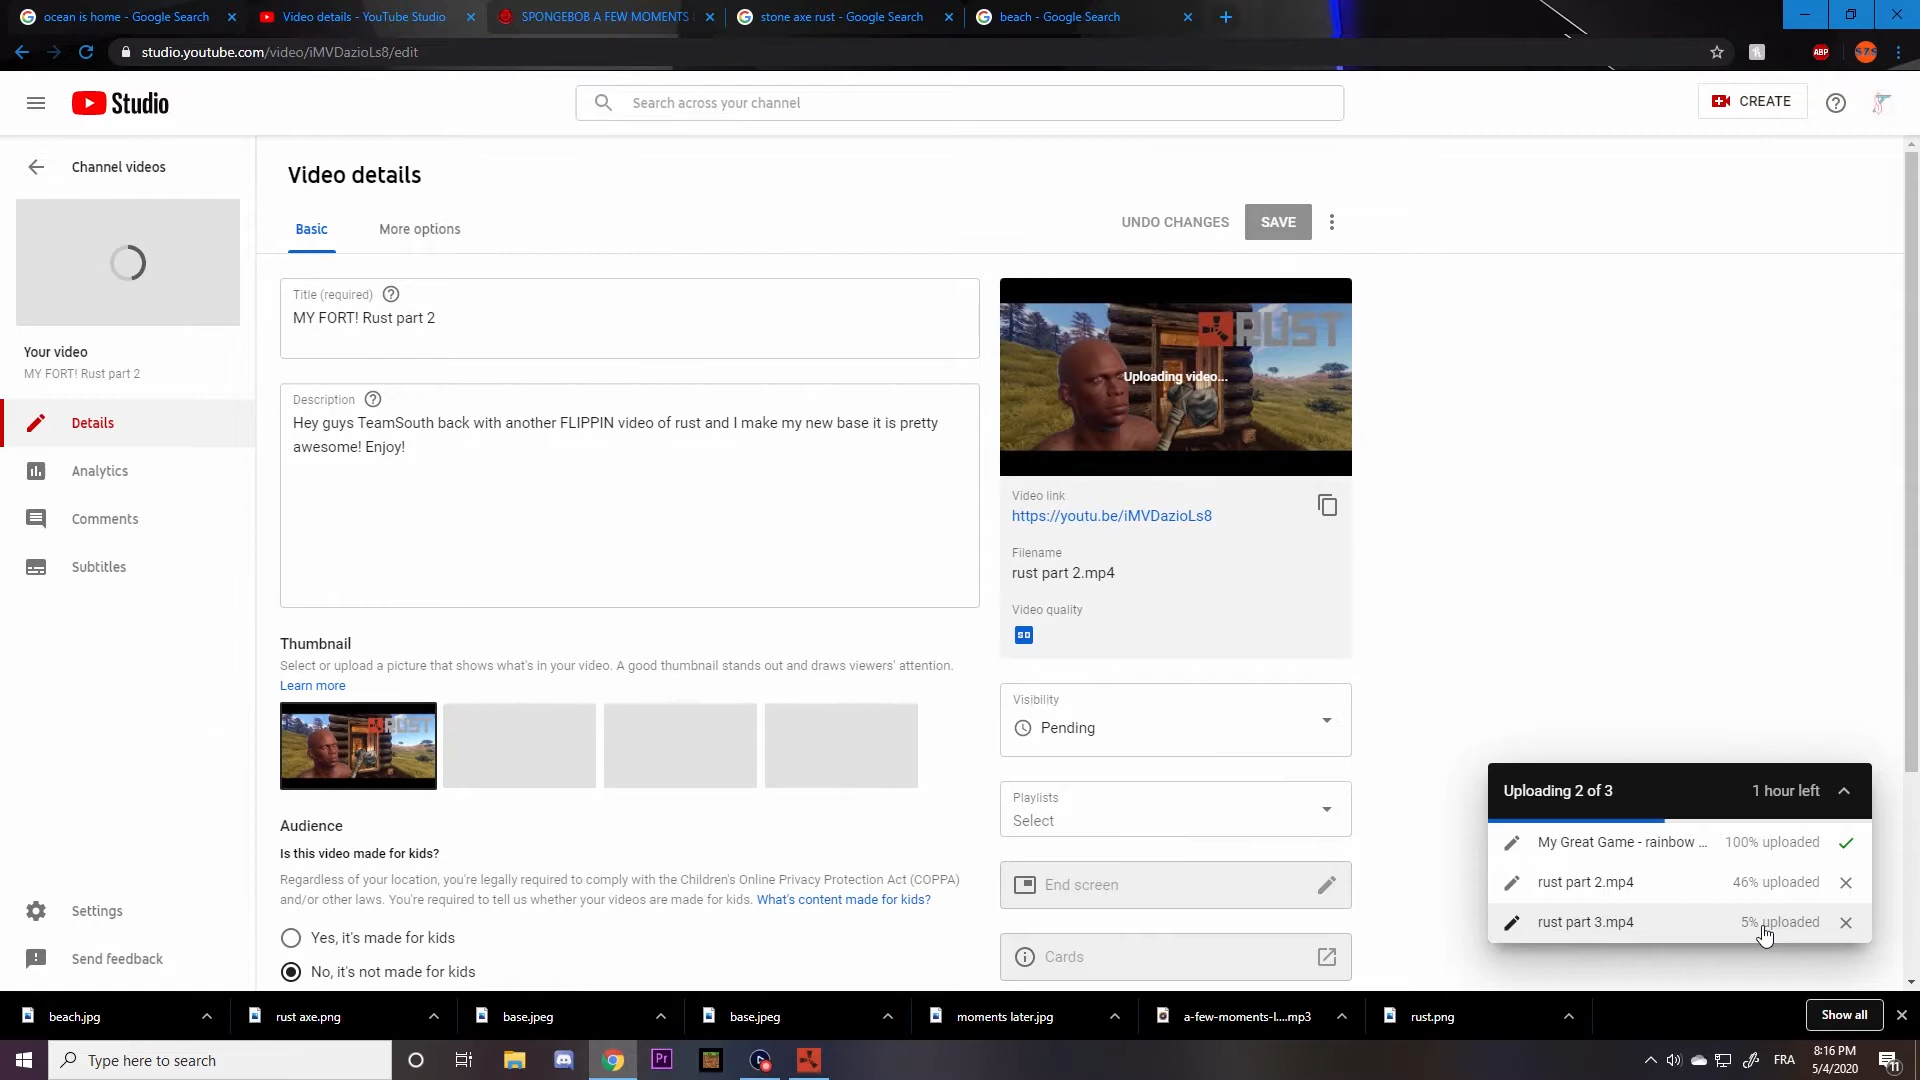 ocean is home - Google Search
Video details - YouTube Studio
SPONGEBOB A FEW MOMENTS
stone axe rust - Google Search
beach - Google Search
studio.youtube.com/video/iMVDazioLs8/edit
ABP
S7S
Studio
Search across your channel
CREATE
Channel videos
Video details
Basic
More options
UNDO CHANGES
SAVE
Title (required)
MY FORT! Rust part 2
RUST
Uploading video...
Your video
MY FORT! Rust part 2
Description
Hey guys TeamSouth back with another FLIPPIN video of rust and I make my new base it is pretty
awesome! Enjoy!
Details
Analytics
Comments
Subtitles
Video link
https://youtu.be/iMVDazioLs8
Filename
rust part 2.mp4
Video quality
SD
Thumbnail
Select or upload a picture that shows what's in your video. A good thumbnail stands out and draws viewers' attention.
Learn more
RUST
Visibility
Pending
Playlists
Select
Audience
Is this video made for kids?
Regardless of your location, you're legally required to comply with the Children's Online Privacy Protection Act (COPPA)
and/or other laws. You're required to tell us whether your videos are made for kids. What's content made for kids?
Yes, it's made for kids
No, it's not made for kids
End screen
Cards
Settings
Send feedback
Uploading 2 of 3
1 hour left
My Great Game - rainbow ...
100% uploaded
rust part 2.mp4
46% uploaded
rust part 3.mp4
5% uploaded
beach.jpg
rust axe.png
base.jpeg
base.jpeg
moments later.jpg
a-few-moments-l....mp3
rust.png
Show all
Type here to search
Pr
FRA
8:16 PM
5/4/2020
11